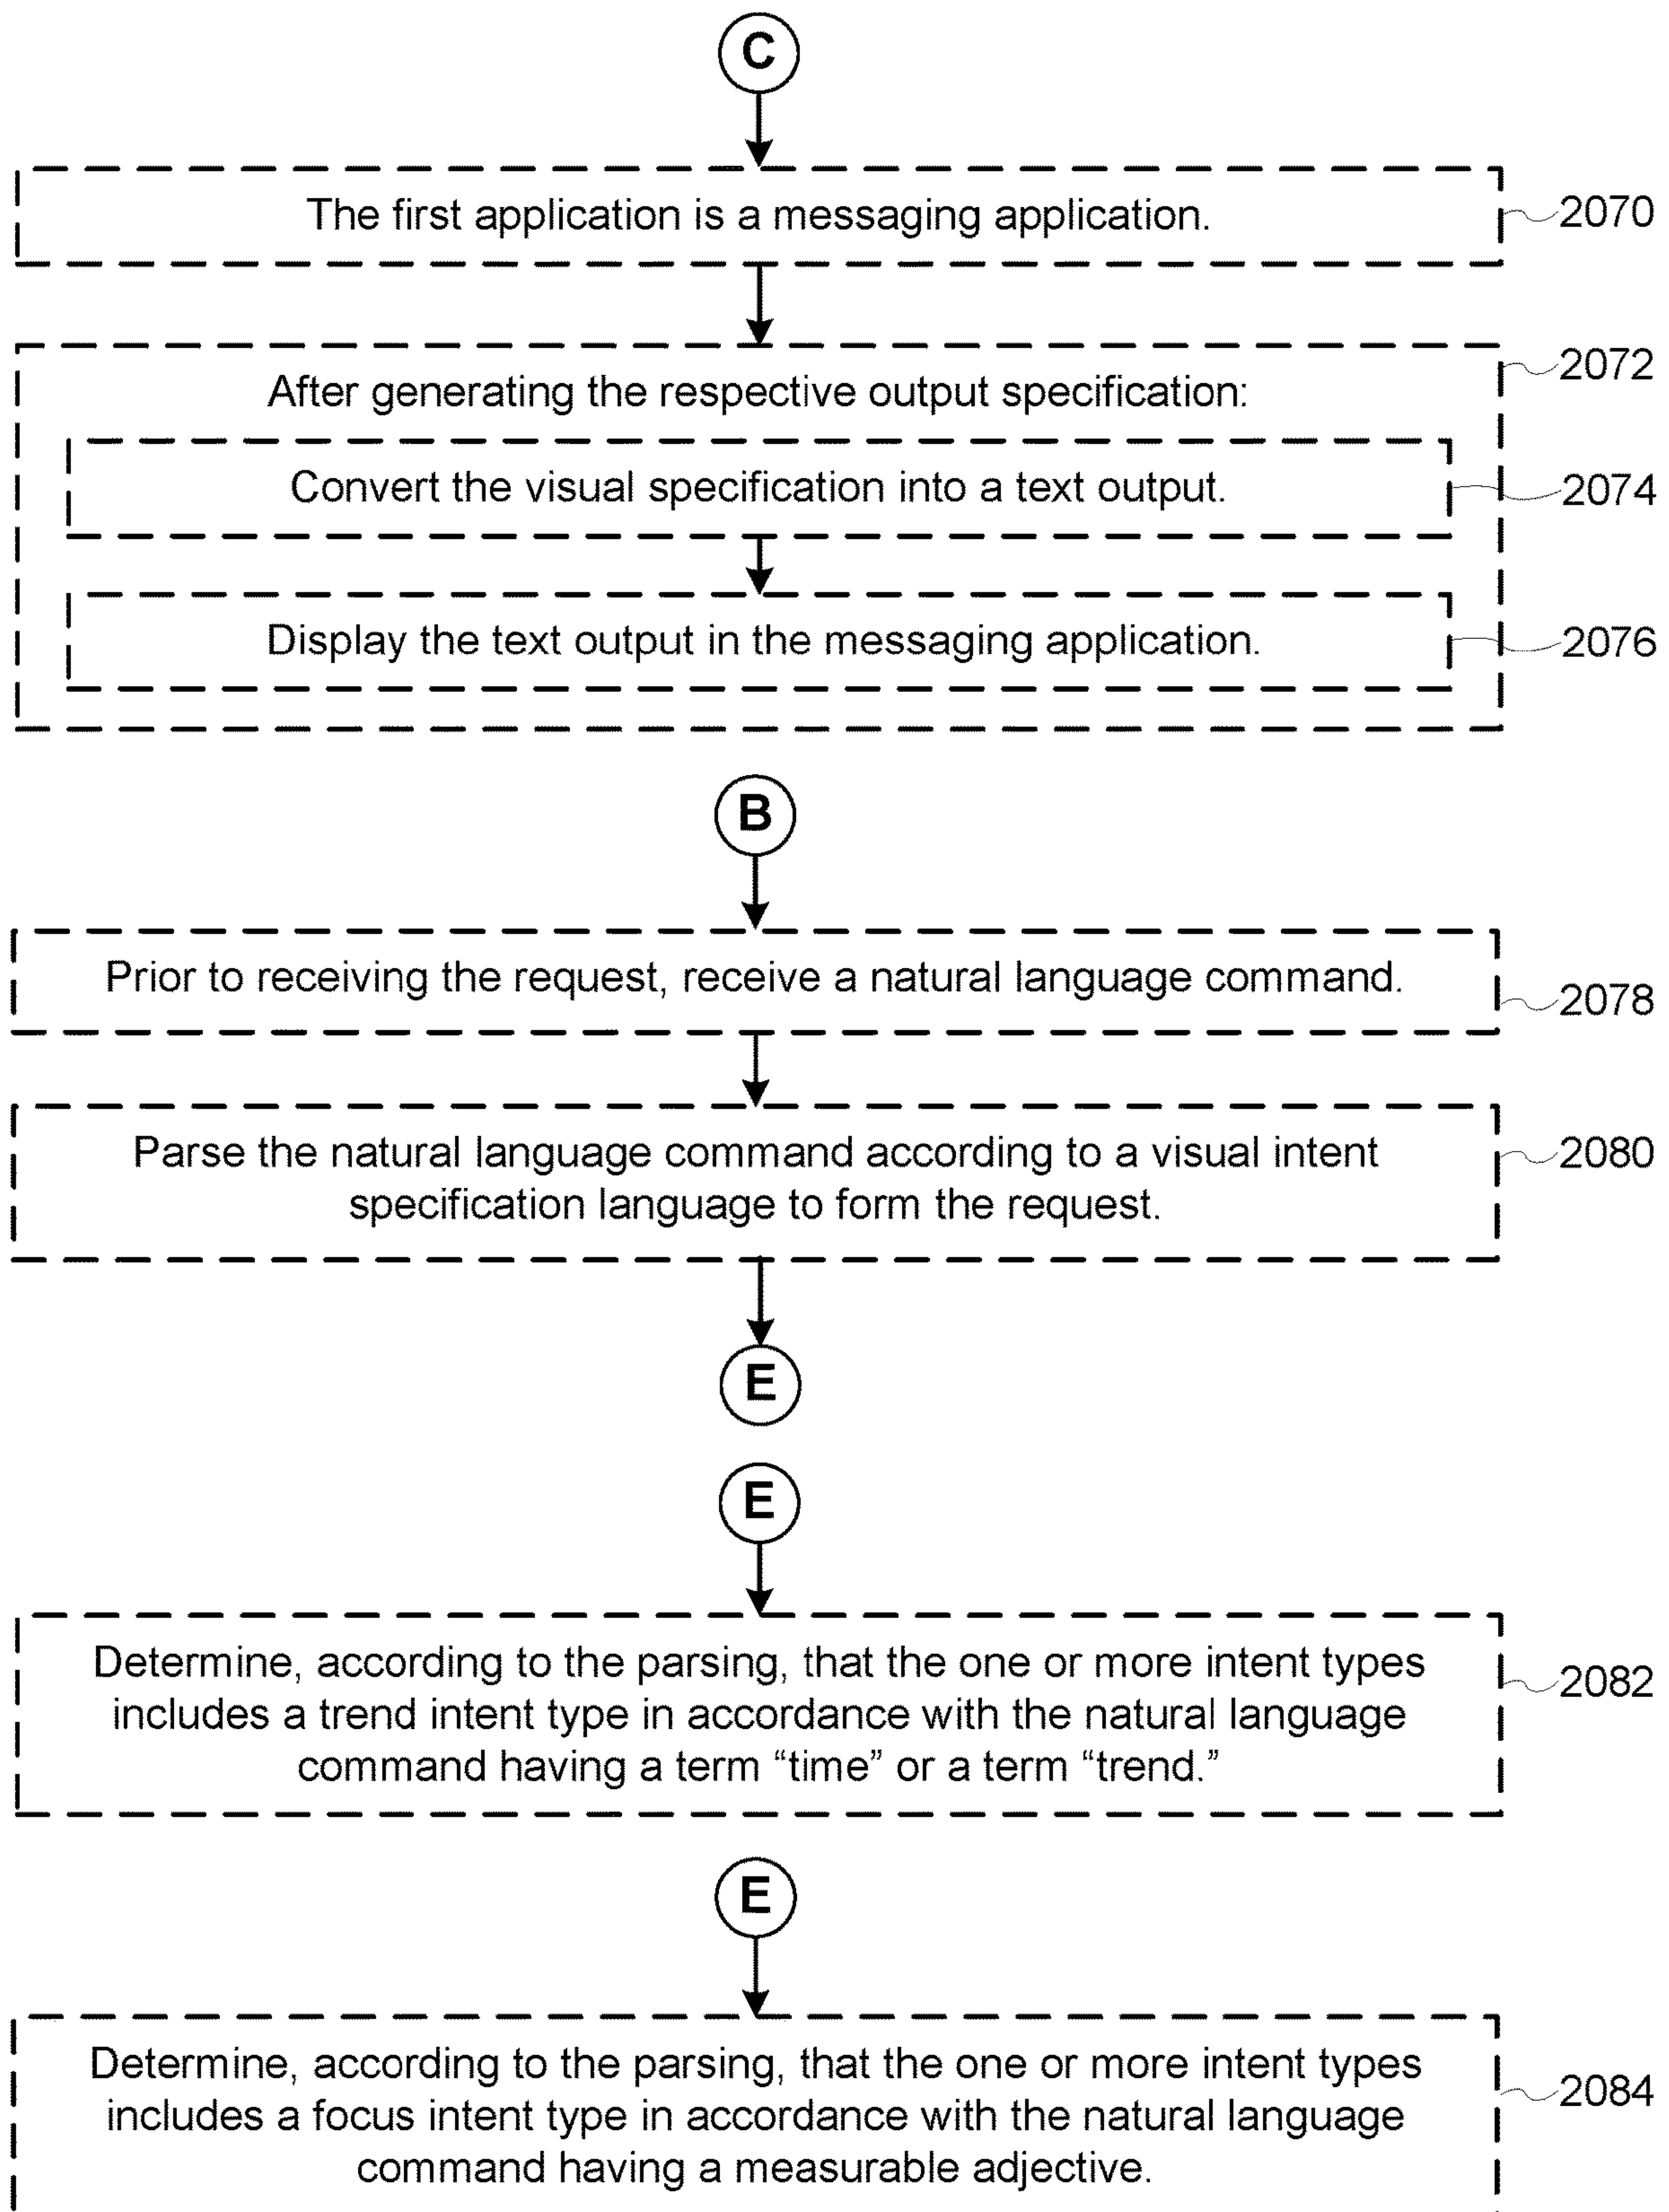 C
The first application is a messaging application.
2070
After generating the respective output specification:
2072
Convert the visual specification into a text output.
2074
Display the text output in the messaging application.
2076
B
Prior to receiving the request, receive a natural language command.
2078
Parse the natural language command according to a visual intent
specification language to form the request.
2080
E
E
Determine, according to the parsing, that the one or more intent types
includes a trend intent type in accordance with the natural language
command having a term “time” or a term “trend.”
2082
E
Determine, according to the parsing, that the one or more intent types
includes a focus intent type in accordance with the natural language
command having a measurable adjective.
2084